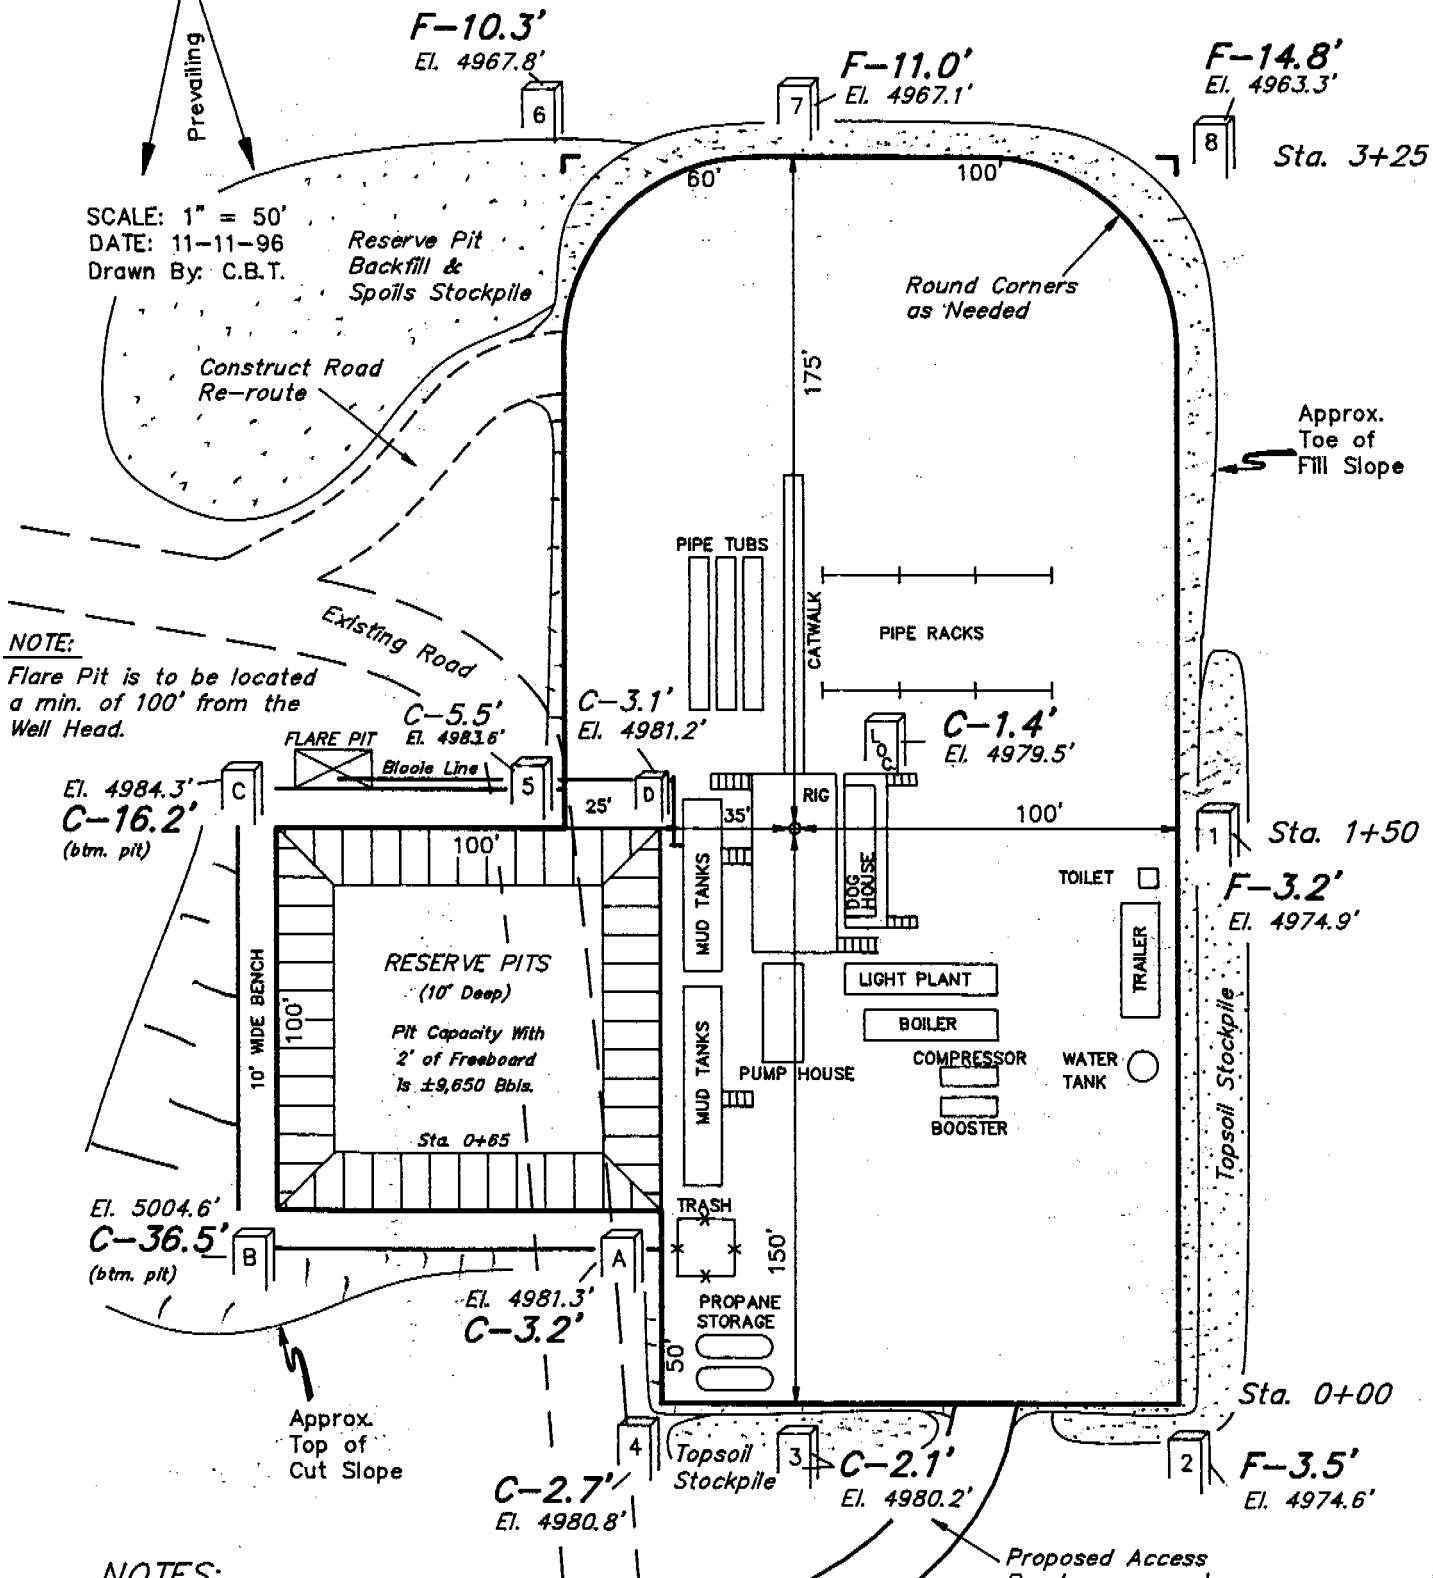 F-10.3'
El. 4967.8'
F-11.0'
El. 4967.1'
F-14.8'
El. 4963.3'
Prevailing
6
7
8
Sta. 3+25
60'
100'
SCALE: 1" = 50'
DATE: 11-11-96
Drawn By: C.B.T.
Reserve Pit
Backfill &
Spoils Stockpile
Round Corners
as Needed
Construct Road
Re-route
175'
Approx.
Toe of
Fill Slope
PIPE TUBS
CATWALK
PIPE RACKS
Existing Road
NOTE:
Flare Pit is to be located
a min. of 100' from the
Well Head.
C-5.5'
El. 4983.6'
C-3.1'
El. 4981.2'
LOC.
C-1.4'
El. 4979.5'
FLARE PIT
Blooie Line
5
D
C
El. 4984.3'
C-16.2'
(btm. pit)
25'
35'
RIG
100'
1
Sta. 1+50
100'
F-3.2'
El. 4974.9'
MUD TANKS
DOG
HOUSE
TOILET
TRAILER
10' WIDE BENCH
100'
RESERVE PITS
(10' Deep)
Pit Capacity With
2' of Freeboard
Is ±9,650 Bbls.
Sta. 0+65
LIGHT PLANT
BOILER
COMPRESSOR
BOOSTER
MUD TANKS
PUMP HOUSE
WATER
TANK
Topsoil Stockpile
El. 5004.6'
C-36.5'
(btm. pit)
B
A
El. 4981.3'
C-3.2'
TRASH
150'
PROPANE
STORAGE
50'
Sta. 0+00
Approx.
Top of
Cut Slope
4
Topsoil
Stockpile
3
2
C-2.7'
El. 4980.8'
C-2.1'
El. 4980.2'
F-3.5'
El. 4974.6'
Proposed Access
NOTES: